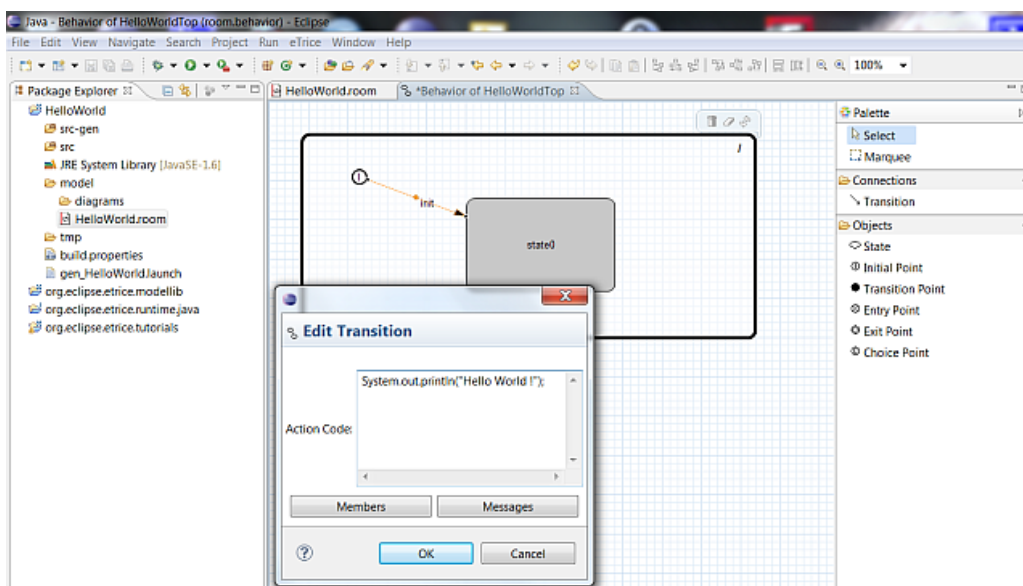 Java - Behavior of HelloWorldTop (room.behavior) - Eclipse
File Edit View Navigate Search Project Run eTrice Window Help
100%
Package Explorer
HelloWorld.room
*Behavior of HelloWorldTop
HelloWorld
src-gen
src
JRE System Library [JavaSE-1.6]
model
diagrams
HelloWorld.room
tmp
build.properties
gen_HelloWorld.launch
org.eclipse.etrice.modellib
org.eclipse.etrice.runtime.java
org.eclipse.etrice.tutorials
/
I
init
state0
Palette
Select
Marquee
Connections
Transition
Objects
State
Initial Point
Transition Point
Entry Point
Exit Point
Choice Point
Edit Transition
Action Code:
System.out.println("Hello World !");
Members
Messages
?
OK
Cancel